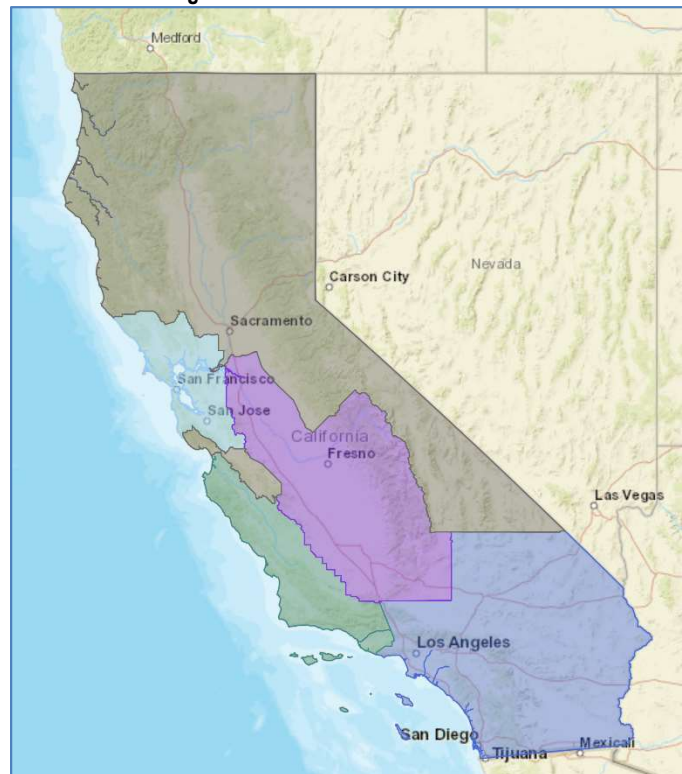 Medford
Carson City
Nevada
Sacramento
San Francisco
San Jose
California
Fresno
Las Vegas
Los Angeles
San Diego
Tijuana
Mexicali